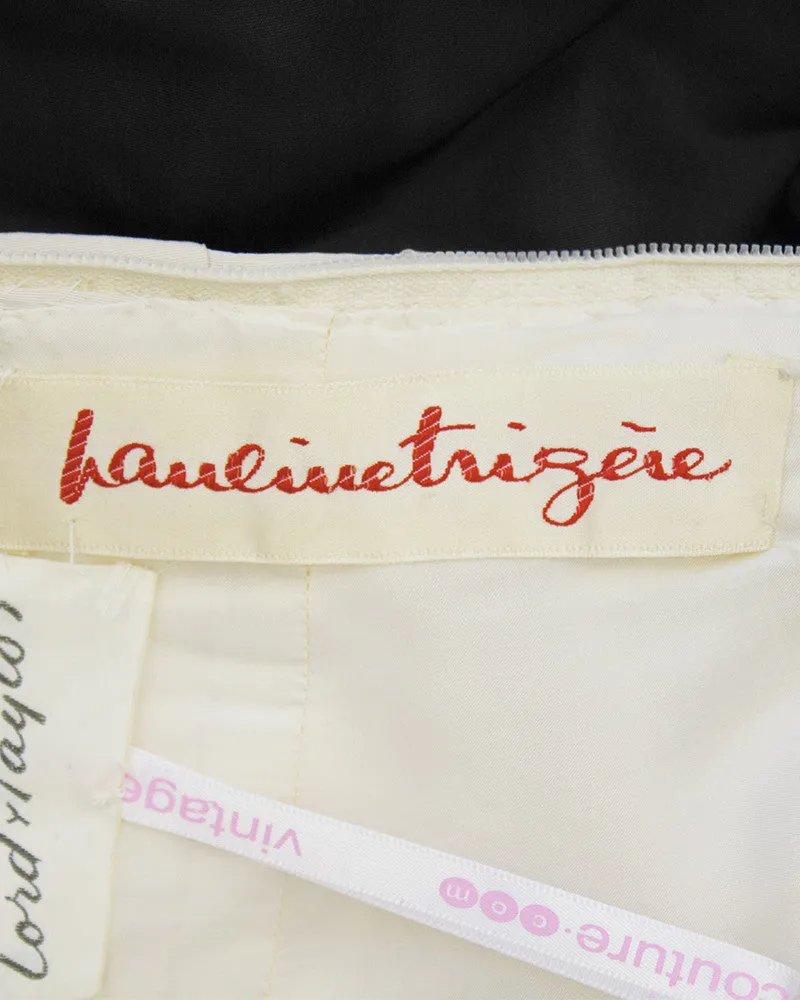 paulinetrigère
Lord & Taylor
vintage
couture.com